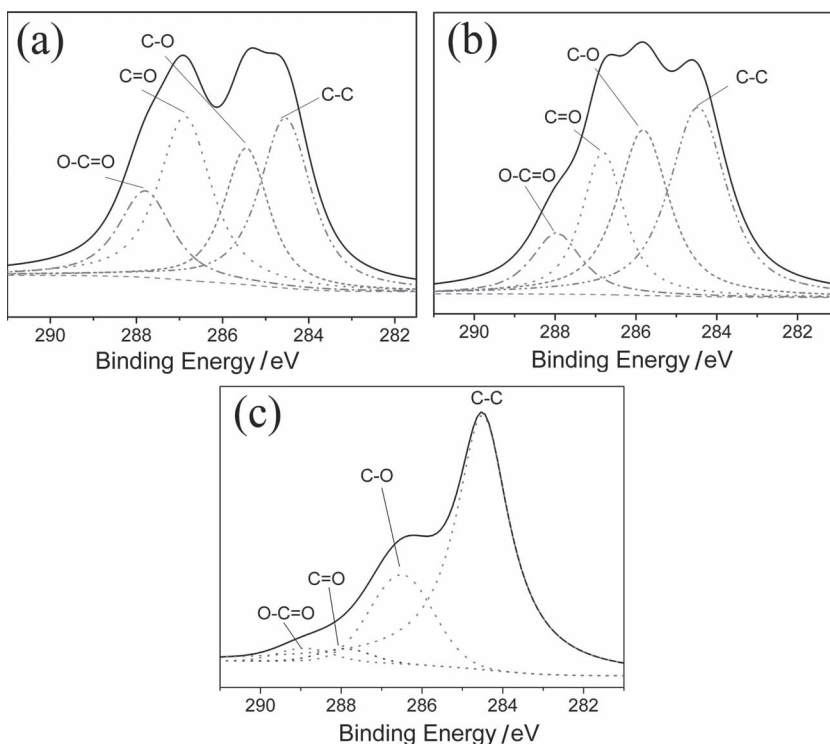 (a)
C-O
C=O
C-C
O-C=O
290 288 286 284 282
Binding Energy /eV
(b)
C-O
C-C
C=O
O-C=O
290 288 286 284 282
Binding Energy /eV
(c)
C-C
C-O
C=O
O-C=O
290 288 286 284 282
Binding Energy /eV